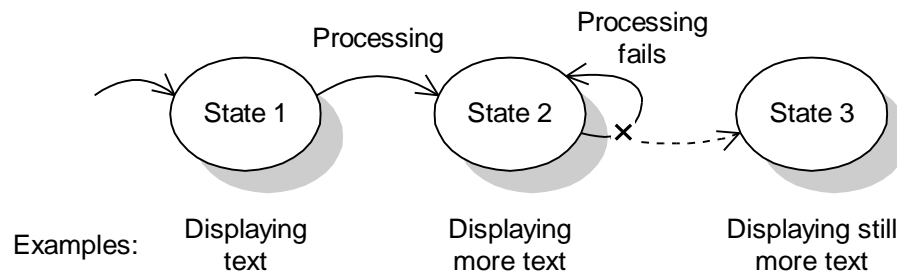 Processing
Processing
fails
State 1
State 2
State 3
Examples:
Displaying
text
Displaying
more text
Displaying still
more text